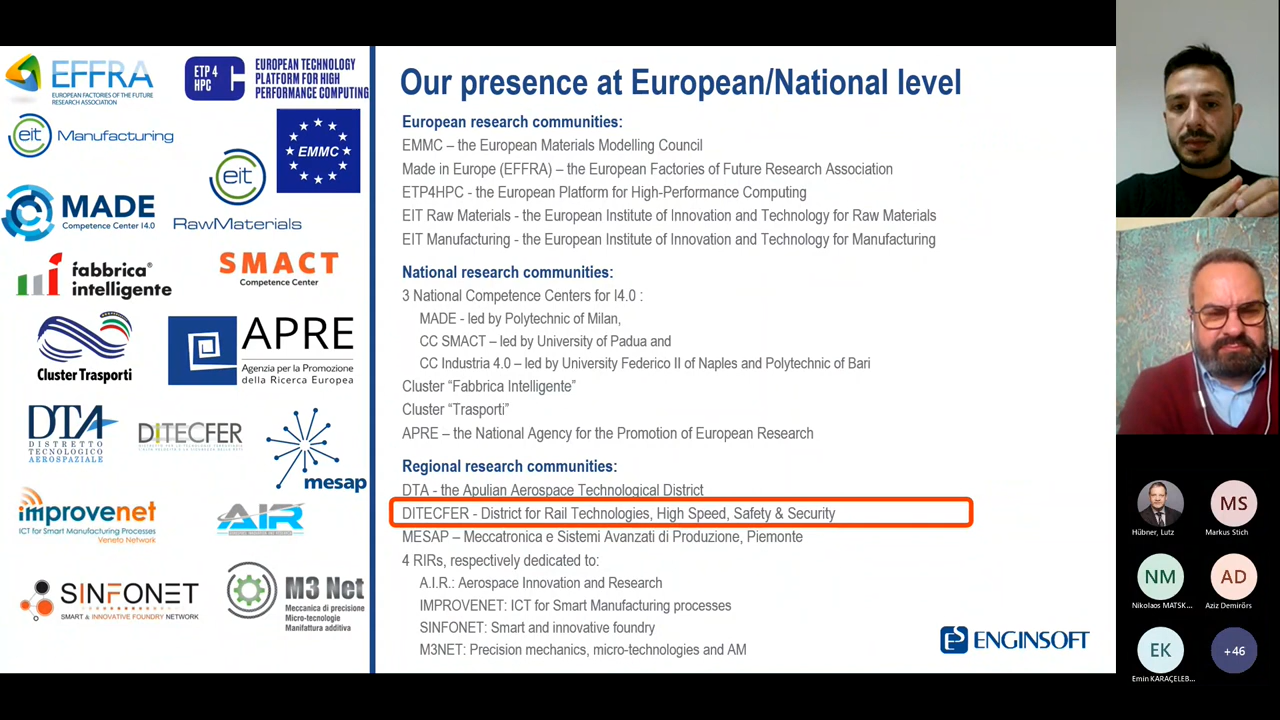 EFFRA
EUROPEAN FACTORIES OF THE FUTURE
RESEARCH ASSOCIATION
ETP 4
HPC
EUROPEAN TECHNOLOGY
PLATFORM FOR HIGH
PERFORMANCE COMPUTING
eit Manufacturing
EMMC
eit
RawMaterials
MADE
Competence Center I4.0
fabbrica®
intelligente
SMACT
Competence Center
Cluster Trasporti
APRE
Agenzia per la Promozione
della Ricerca Europea
DTA
DISTRETTO
TECNOLOGICO
AEROSPAZIALE
DITECFER
mesap
improvenet
ICT for Smart Manufacturing Processes
Veneto Network
AIR
SINFONET
SMART & INNOVATIVE FOUNDRY NETWORK
M3 Net
Meccanica di precisione
Micro-tecnologie
Manifattura additiva
Our presence at European/National level
European research communities:
EMMC – the European Materials Modelling Council
Made in Europe (EFFRA) – the European Factories of Future Research Association
ETP4HPC - the European Platform for High-Performance Computing
EIT Raw Materials - the European Institute of Innovation and Technology for Raw Materials
EIT Manufacturing - the European Institute of Innovation and Technology for Manufacturing
National research communities:
3 National Competence Centers for I4.0 :
MADE - led by Polytechnic of Milan,
CC SMACT – led by University of Padua and
CC Industria 4.0 – led by University Federico II of Naples and Polytechnic of Bari
Cluster “Fabbrica Intelligente”
Cluster “Trasporti”
APRE – the National Agency for the Promotion of European Research
Regional research communities:
DTA - the Apulian Aerospace Technological District
DITECFER - District for Rail Technologies, High Speed, Safety & Security
MESAP – Meccatronica e Sistemi Avanzati di Produzione, Piemonte
4 RIRs, respectively dedicated to:
A.I.R.: Aerospace Innovation and Research
IMPROVENET: ICT for Smart Manufacturing processes
SINFONET: Smart and innovative foundry
M3NET: Precision mechanics, micro-technologies and AM
ENGINSOFT
Hübner, Lutz
MS
Markus Stich
NM
Nikolaos MATSK...
AD
Aziz Demirörs
EK
Emin KARAÇELEB...
+46